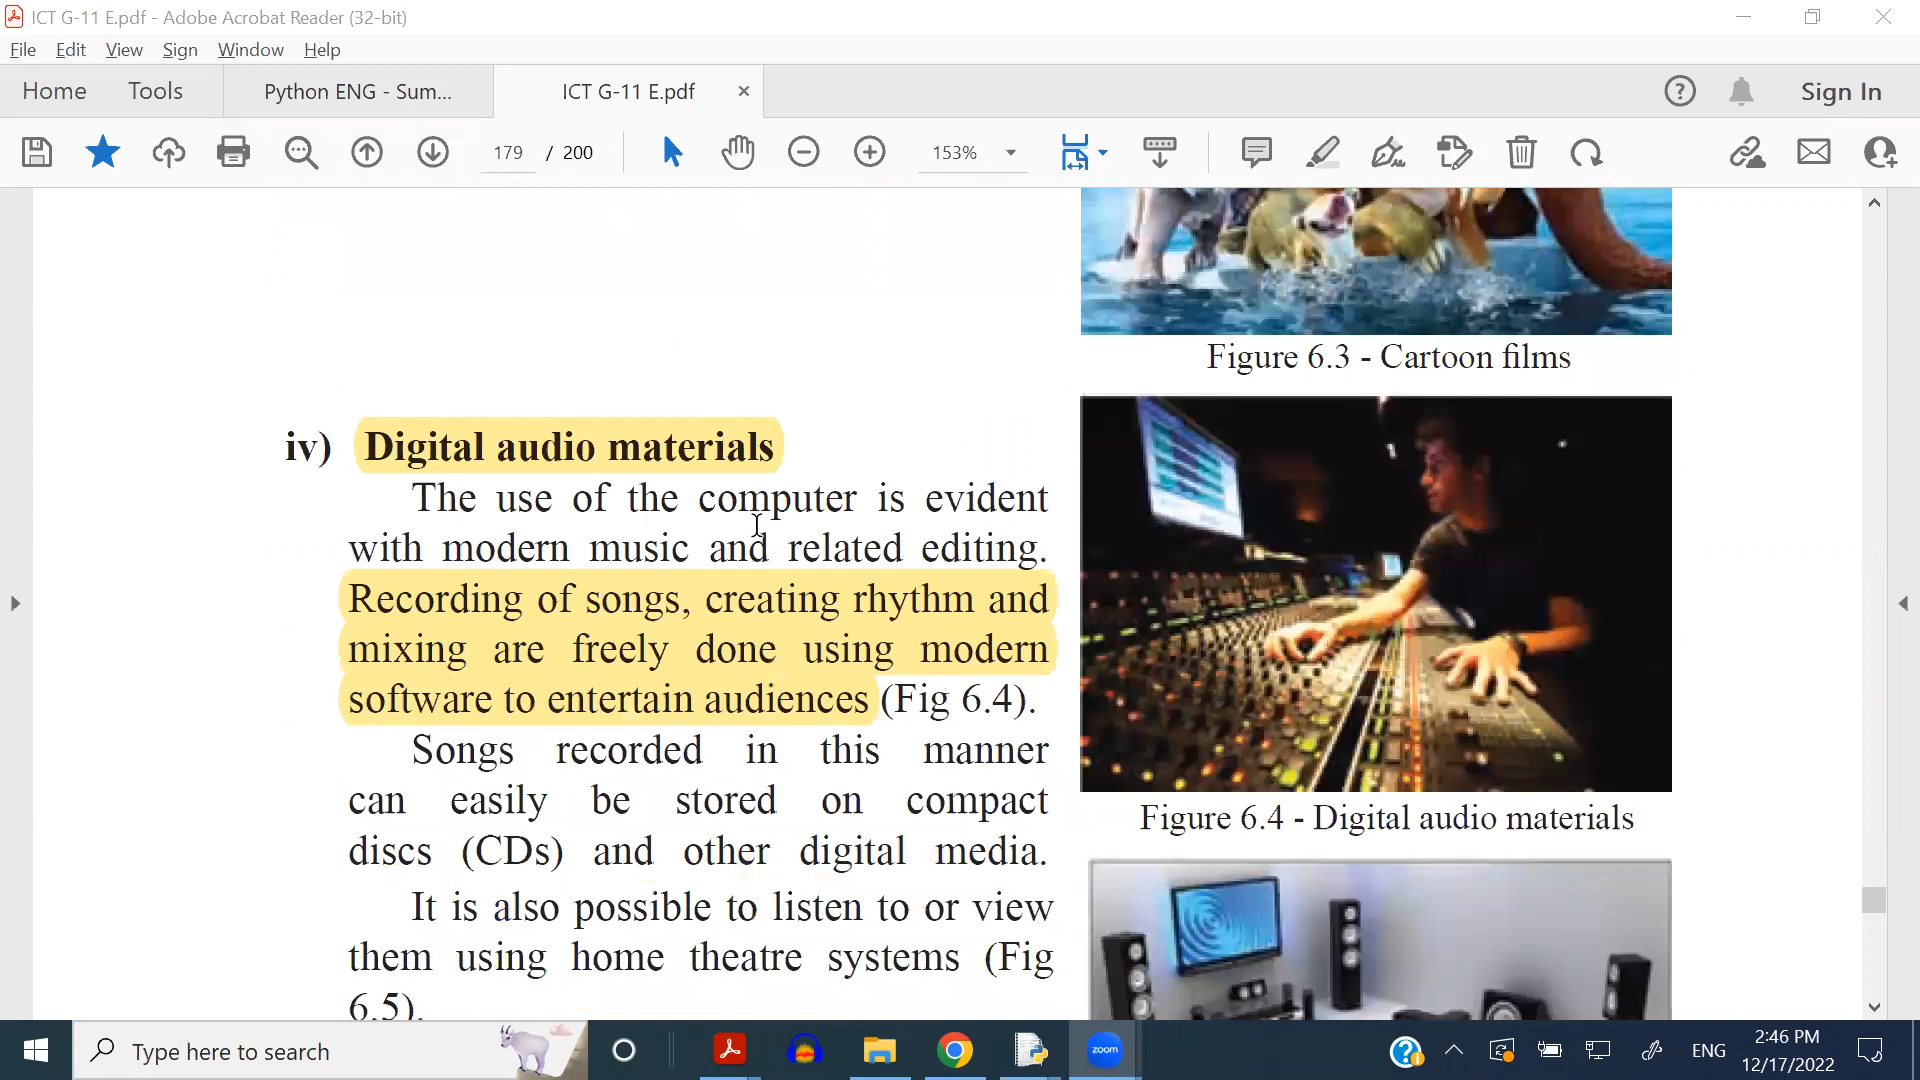 ICT G-11 E.pdf - Adobe Acrobat Reader (32-bit)
File Edit View Sign Window Help
Home Tools Python ENG - Sum... ICT G-11 E.pdf × ? Sign In
179 / 200 153%
Figure 6.3 - Cartoon films
iv) Digital audio materials
The use of the computer is evident
with modern music and related editing.
Recording of songs, creating rhythm and
mixing are freely done using modern
software to entertain audiences (Fig 6.4).
Songs recorded in this manner
can easily be stored on compact
discs (CDs) and other digital media.
It is also possible to listen to or view
them using home theatre systems (Fig
6.5).
Figure 6.4 - Digital audio materials
Type here to search
zoom
ENG
2:46 PM
12/17/2022